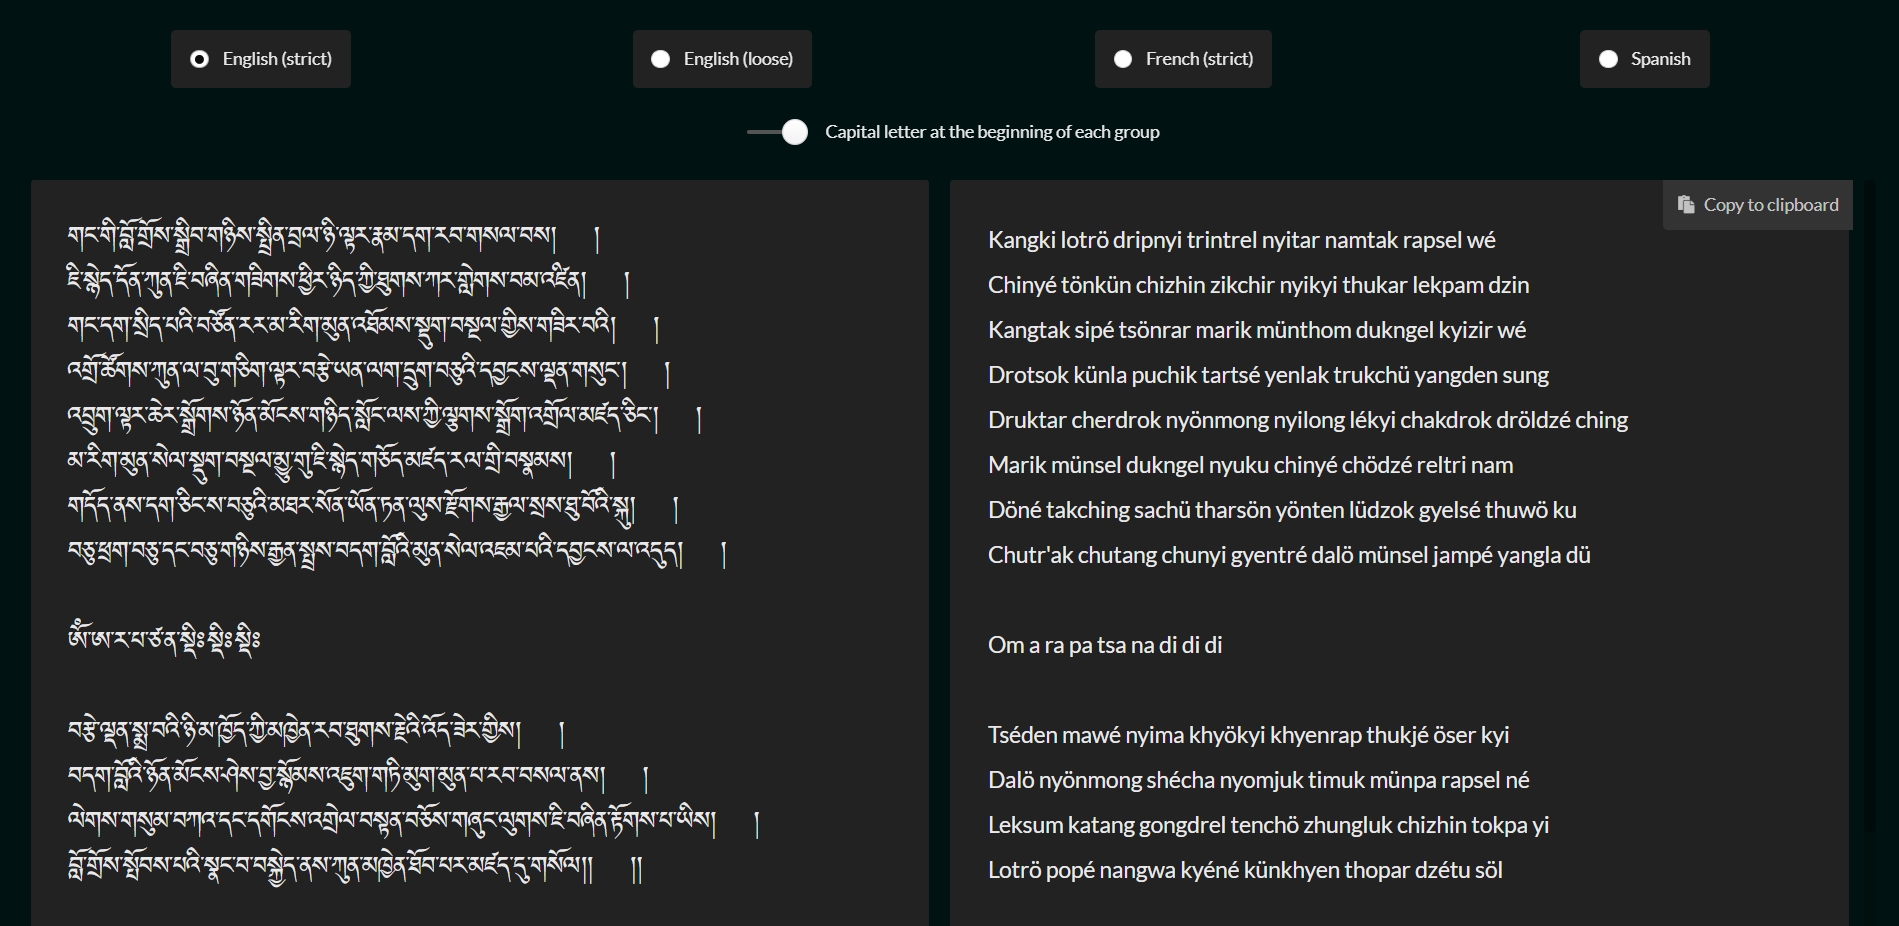 English (strict)
English (loose)
French (strict)
Spanish
Capital letter at the beginning of each group
གང་གི་བློ་གྲོས་སྒྲིབ་གཉིས་སྤྲིན་བྲལ་ཉི་ལྟར་རྣམ་དག་རབ་གསལ་བས། །
ཇི་སྙེད་དོན་ཀུན་ཇི་བཞིན་གཟིགས་ཕྱིར་ཉིད་ཀྱི་ཐུགས་ཀར་གླེགས་བམ་འཛིན། །
གང་དག་སྲིད་པའི་བཙོན་རར་མ་རིག་མུན་འཐོམས་སྡུག་བསྔལ་གྱིས་གཟིར་བའི། །
འགྲོ་ཚོགས་ཀུན་ལ་བུ་གཅིག་ལྟར་བརྩེ་ཡན་ལག་དྲུག་བཅུའི་དབྱངས་ལྡན་གསུང་། །
འབྲུག་ལྟར་ཆེར་སྒྲོགས་ཉོན་མོངས་གཉིད་སློང་ལས་ཀྱི་ལྕགས་སྒྲོག་འགྲོལ་མཛད་ཅིང་། །
མ་རིག་མུན་སེལ་སྡུག་བསྔལ་མྱུ་གུ་ཇི་སྙེད་གཅོད་མཛད་རལ་གྲི་བསྣམས། །
གདོད་ནས་དག་ཅིང་ས་བཅུའི་མཐར་སོན་ཡོན་ཏན་ལུས་རྫོགས་རྒྱལ་སྲས་ཐུ་བོའི་སྐུ། །
བཅུ་ཕྲག་བཅུ་དང་བཅུ་གཉིས་རྒྱན་སྤྲས་བདག་བློའི་མུན་སེལ་འཇམ་པའི་དབྱངས་ལ་འདུད། །
ཨོཾ་ཨ་ར་པ་ཙ་ན་དྷཱིཿདྷཱིཿདྷཱིཿ
བརྩེ་ལྡན་སྨྲ་བའི་ཉི་མ་ཁྱོད་ཀྱི་མཁྱེན་རབ་ཐུགས་རྗེའི་འོད་ཟེར་གྱིས། །
བདག་བློའི་ཉོན་མོངས་ཤེས་བྱ་སྙོམས་འཇུག་གཏི་མུག་མུན་པ་རབ་བསལ་ནས། །
ལེགས་གསུམ་བཀའ་དང་དགོངས་འགྲེལ་བསྟན་བཅོས་གཞུང་ལུགས་ཇི་བཞིན་རྟོགས་པ་ཡིས། །
བློ་གྲོས་སྤོབས་པའི་སྣང་བ་བསྐྱེད་ནས་ཀུན་མཁྱེན་ཐོབ་པར་མཛད་དུ་གསོལ།། །།
Copy to clipboard
Kangki lotrö dripnyi trintrel nyitar namtak rapsel wé
Chinyé tönkün chizhin zikchir nyikyi thukar lekpam dzin
Kangtak sipé tsönrar marik münthom dukngel kyizir wé
Drotsok künla puchik tartsé yenlak trukchü yangden sung
Druktar cherdrok nyönmong nyilong lékyi chakdrok dröldzé ching
Marik münsel dukngel nyuku chinyé chödzé reltri nam
Döné takching sachü tharsön yönten lüdzok gyelsé thuwö ku
Chutr'ak chutang chunyi gyentré dalö münsel jampé yangla dü
Om a ra pa tsa na di di di
Tséden mawé nyima khyökyi khyenrap thukjé öser kyi
Dalö nyönmong shécha nyomjuk timuk münpa rapsel né
Leksum katang gongdrel tenchö zhungluk chizhin tokpa yi
Lotrö popé nangwa kyéné künkhyen thopar dzétu söl